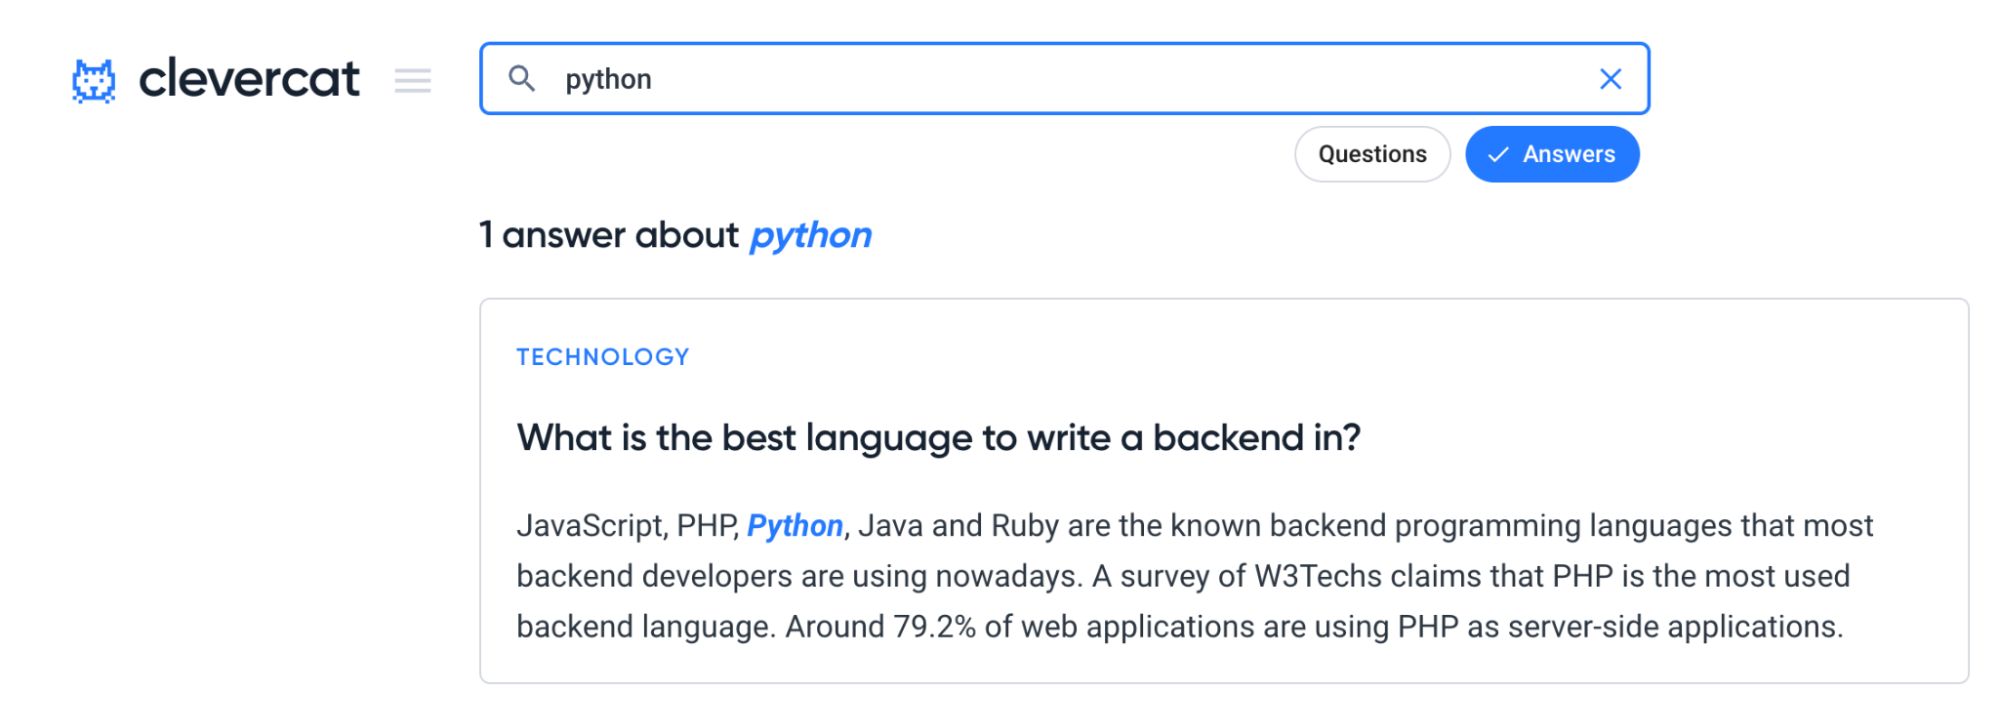 clevercat
python
Questions
Answers
1 answer about python
TECHNOLOGY
What is the best language to write a backend in?
JavaScript, PHP, Python, Java and Ruby are the known backend programming languages that most
backend developers are using nowadays. A survey of W3Techs claims that PHP is the most used
backend language. Around 79.2% of web applications are using PHP as server-side applications.